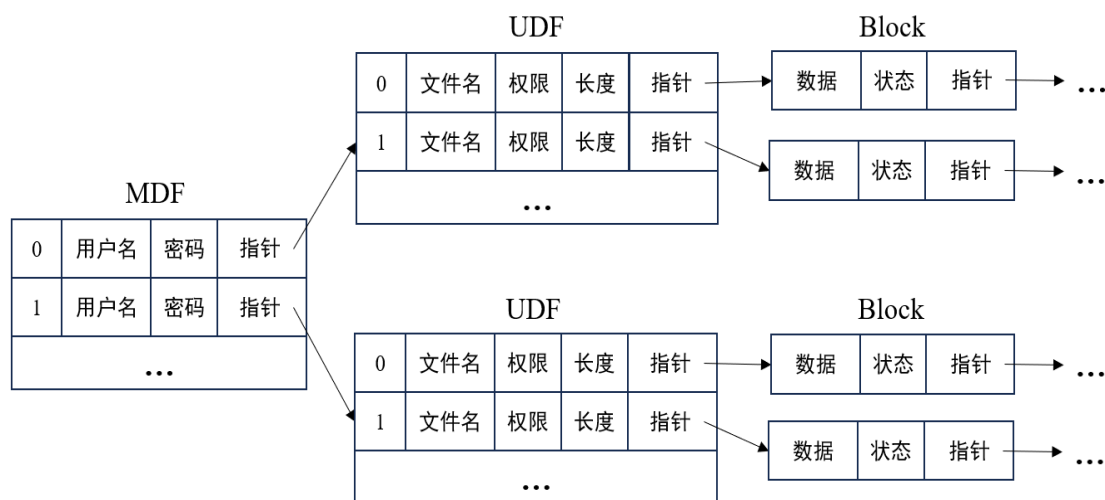 UDF
0 文件名 权限 长度 指针
1 文件名 权限 长度 指针
...
Block
数据 状态 指针 ...
数据 状态 指针 ...
MDF
0 用户名 密码 指针
1 用户名 密码 指针
...
UDF
0 文件名 权限 长度 指针
1 文件名 权限 长度 指针
...
Block
数据 状态 指针 ...
数据 状态 指针 ...